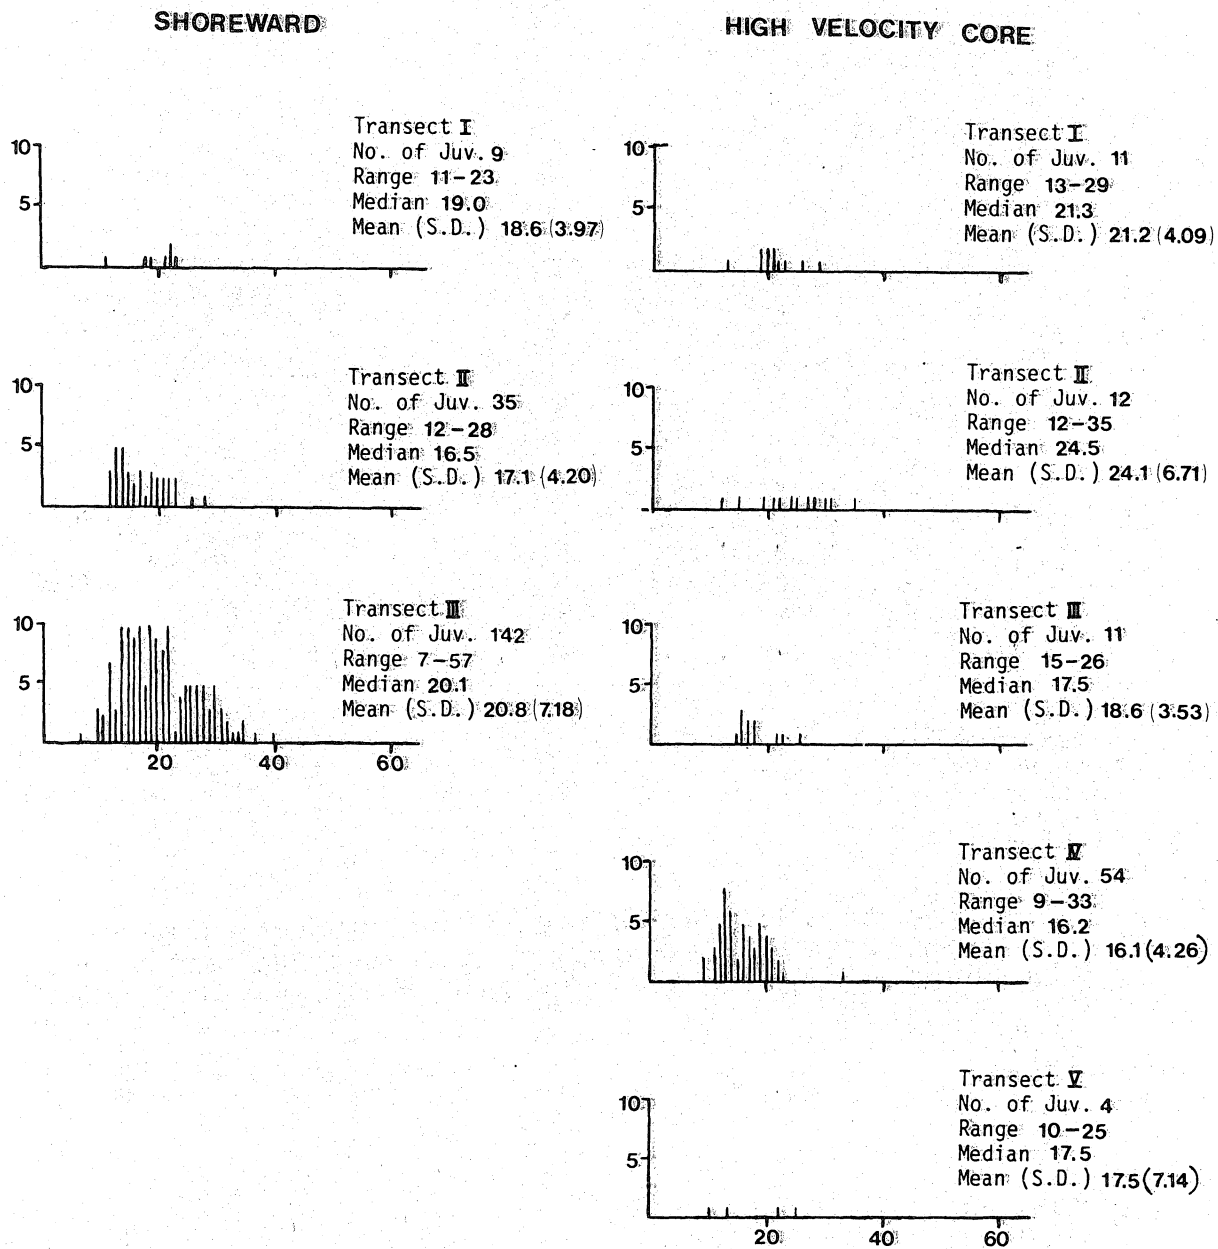 SHOREWARD
10
5
Transect I
No. of Juv. 9
Range 11-23
Median 19.0
Mean (S.D.) 18.6 (3.97)
10
5
Transect II
No. of Juv. 35
Range 12-28
Median 16.5
Mean (S.D.) 17.1 (4.20)
10
5
Transect III
No. of Juv. 142
Range 7-57
Median 20.1
Mean (S.D.) 20.8 (7.18)
20 40 60
HIGH VELOCITY CORE
10
5
Transect I
No. of Juv. 11
Range 13-29
Median 21.3
Mean (S.D.) 21.2 (4.09)
10
5
Transect II
No. of Juv. 12
Range 12-35
Median 24.5
Mean (S.D.) 24.1 (6.71)
10
5
Transect III
No. of Juv. 11
Range 15-26
Median 17.5
Mean (S.D.) 18.6 (3.53)
10
5
Transect IV
No. of Juv. 54
Range 9-33
Median 16.2
Mean (S.D.) 16.1 (4.26)
10
5
Transect V
No. of Juv. 4
Range 10-25
Median 17.5
Mean (S.D.) 17.5 (7.14)
20 40 60